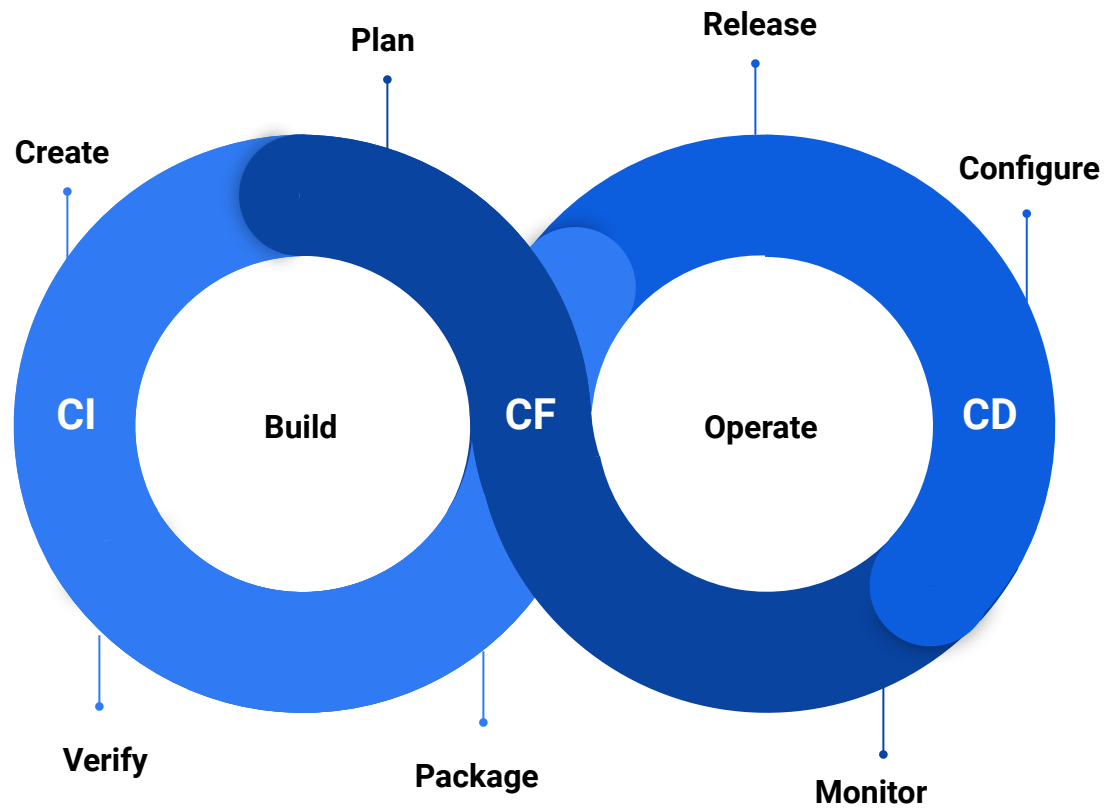 Release
Plan
Create
Configure
CI
Build
CF
Operate
CD
Verify
Package
Monitor